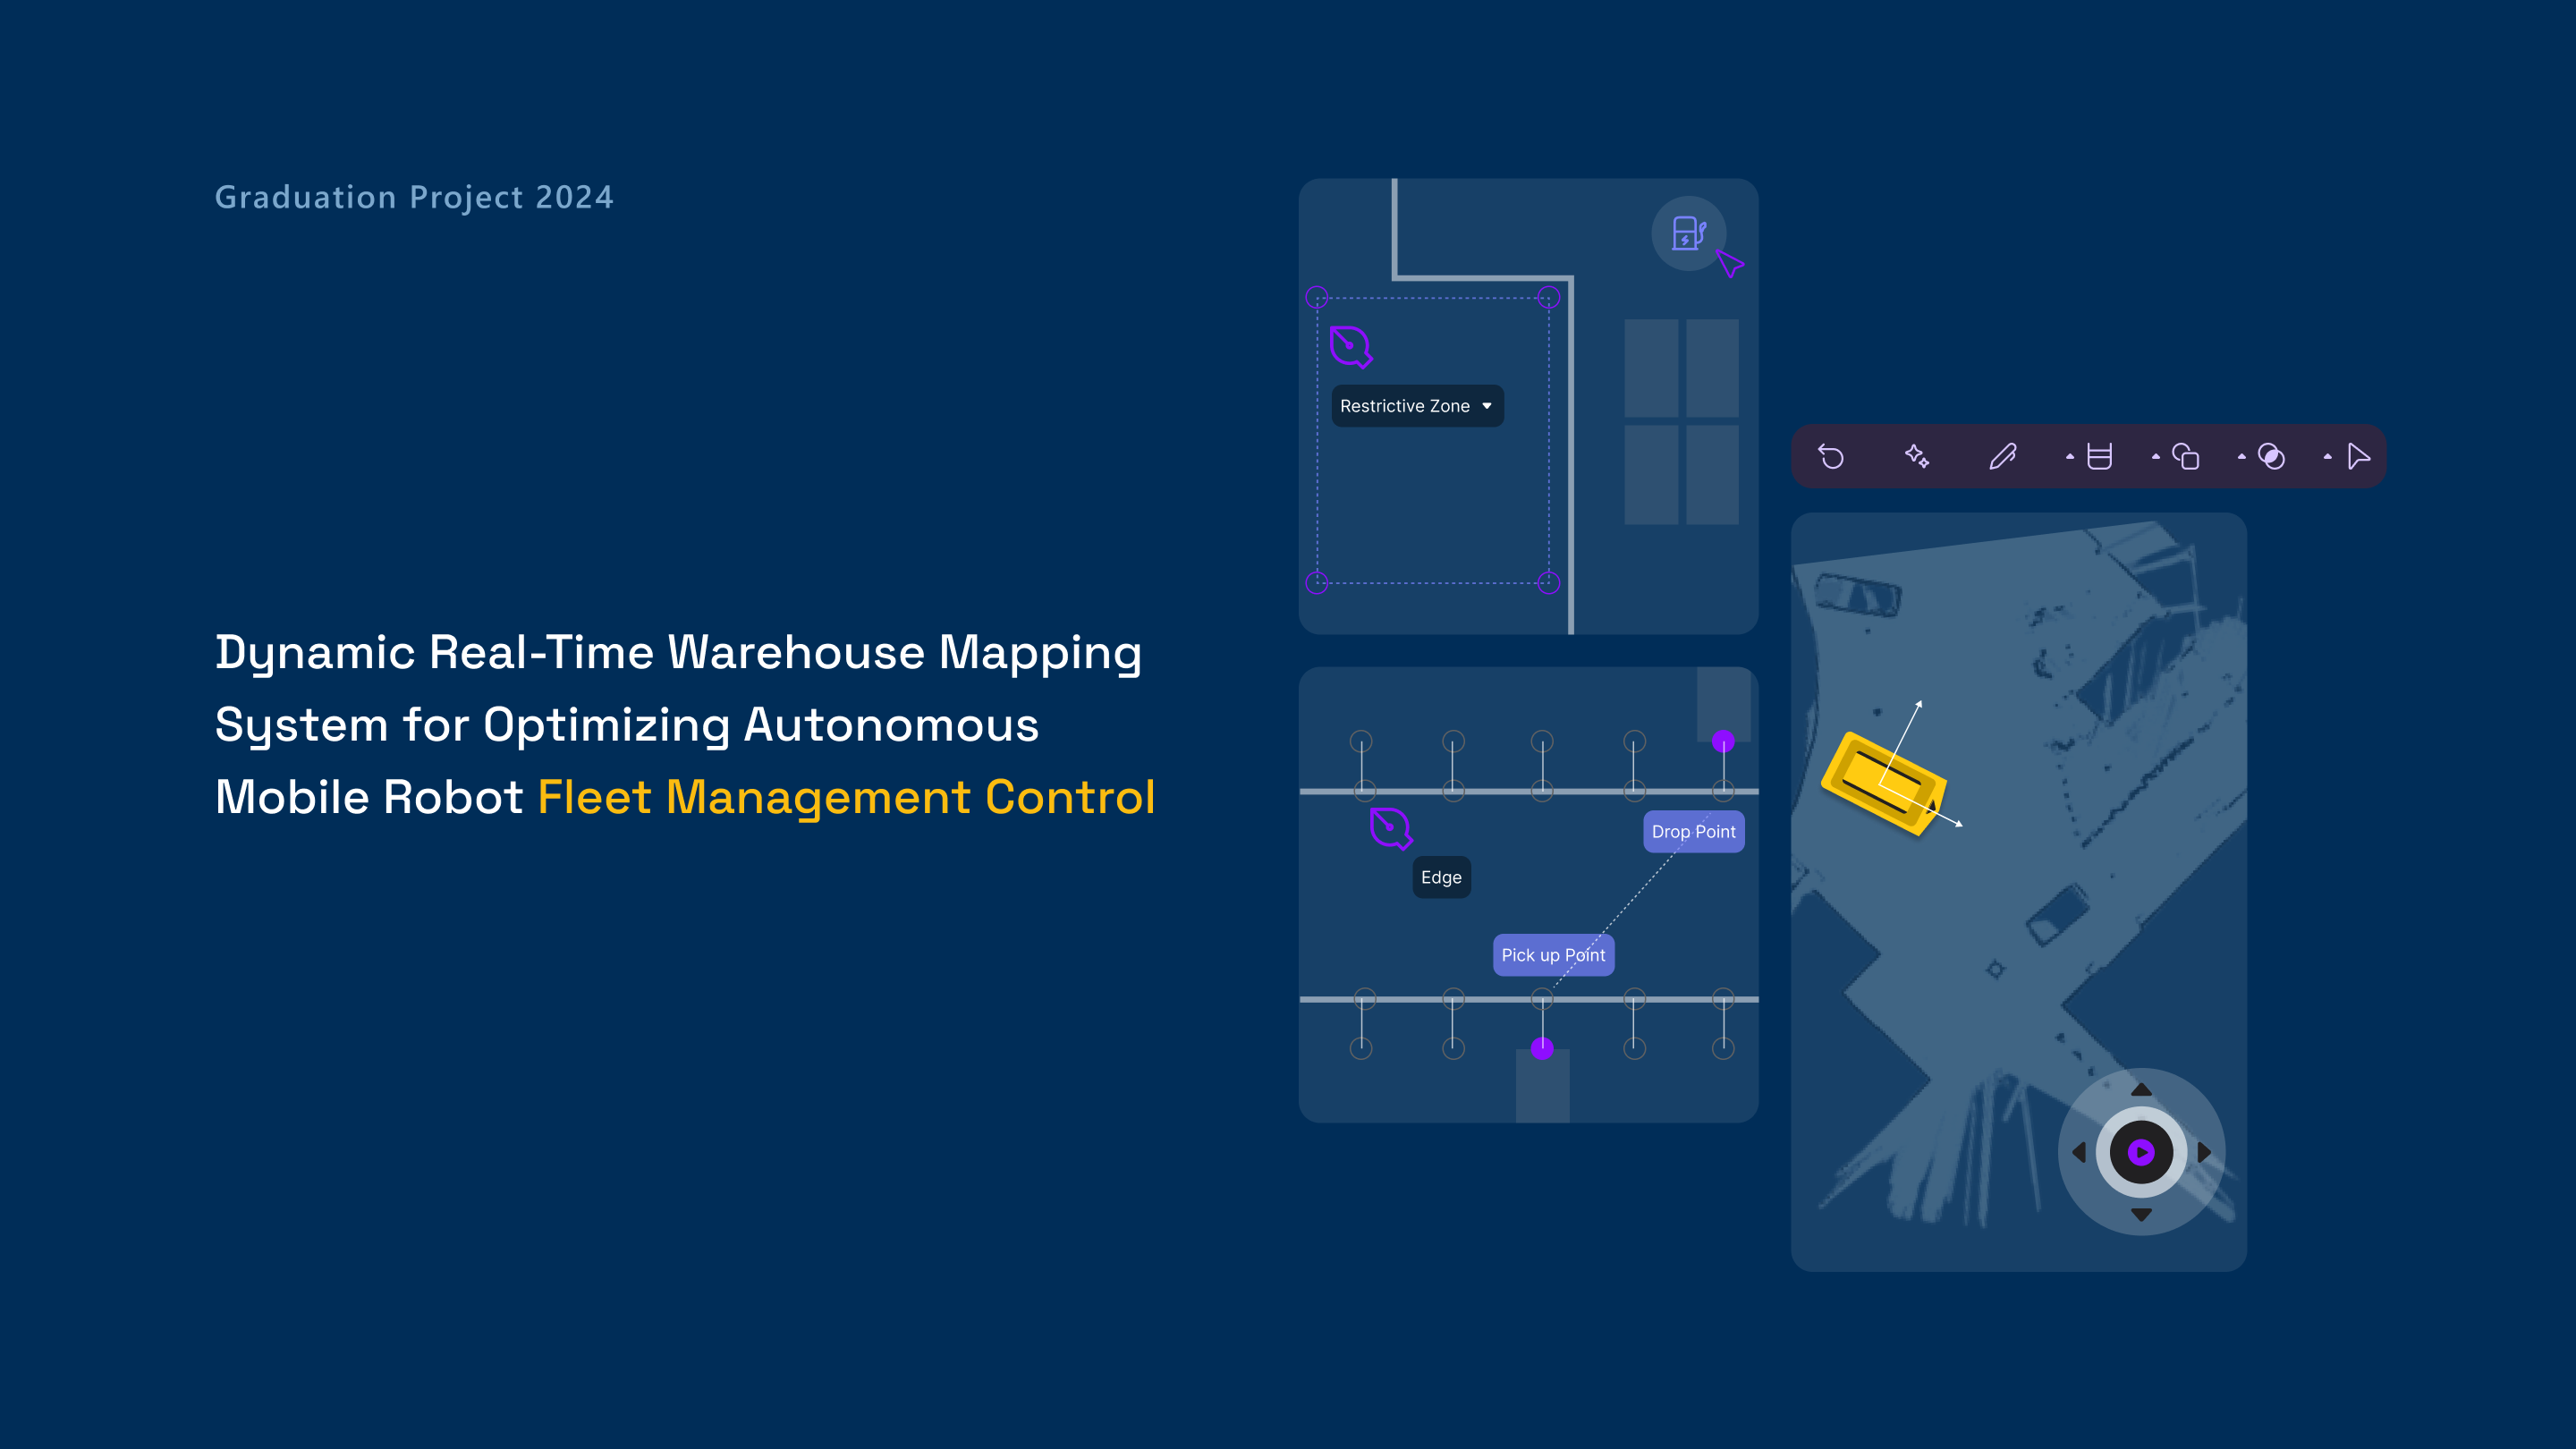 Graduation Project 2024
Dynamic Real-Time Warehouse Mapping
System for Optimizing Autonomous
Mobile Robot Fleet Management Control
Restrictive Zone
Drop Point
Edge
Pick up Point